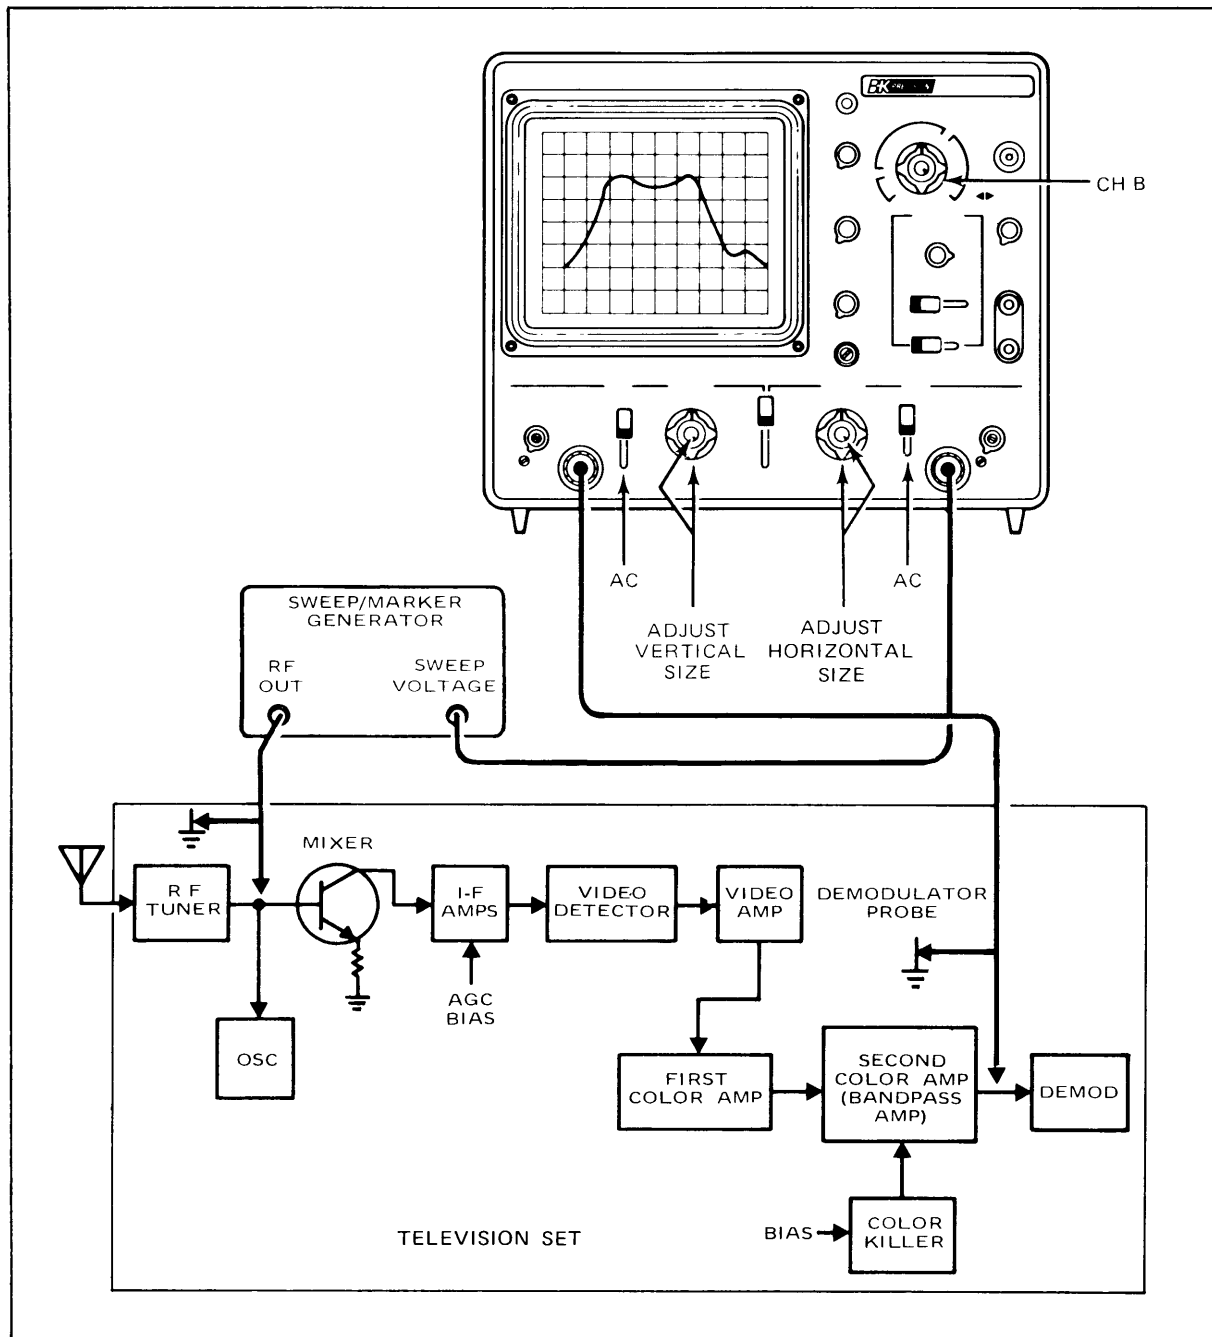 BK PRECISION
CH B
AC
AC
ADJUST
VERTICAL
SIZE
ADJUST
HORIZONTAL
SIZE
SWEEP/MARKER
GENERATOR
RF
OUT
SWEEP
VOLTAGE
MIXER
RF
TUNER
I-F
AMPS
VIDEO
DETECTOR
VIDEO
AMP
DEMODULATOR
PROBE
AGC
BIAS
OSC
FIRST
COLOR AMP
SECOND
COLOR AMP
(BANDPASS
AMP)
DEMOD
BIAS
COLOR
KILLER
TELEVISION SET